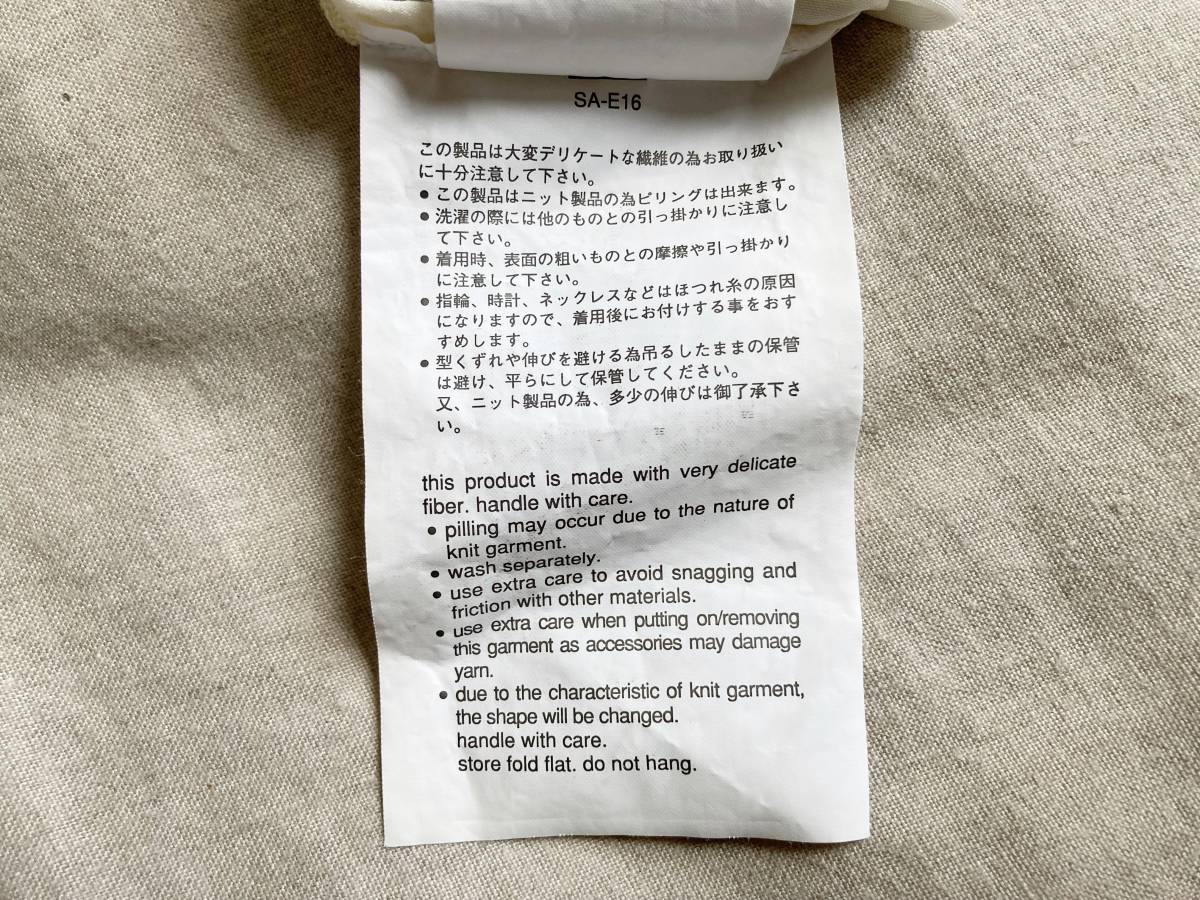 SA-E16
この製品は大変デリケートな繊維の為お取り扱い
に十分注意して下さい。
● この製品はニット製品の為ピリングは出来ます。
● 洗濯の際には他のものとの引っ掛かりに注意し
て下さい。
● 着用時、表面の粗いものとの摩擦や引っ掛かり
に注意して下さい。
● 指輪、時計、ネックレスなどはほつれ糸の原因
になりますので、着用後にお付けする事をおす
すめします。
● 型くずれや伸びを避ける為吊るしたままの保管
は避け、平らにして保管してください。
又、ニット製品の為、多少の伸びは御了承下さ
い。
this product is made with very delicate
fiber. handle with care.
● pilling may occur due to the nature of
knit garment.
● wash separately.
● use extra care to avoid snagging and
friction with other materials.
● use extra care when putting on/removing
this garment as accessories may damage
yarn.
● due to the characteristic of knit garment,
the shape will be changed.
handle with care.
store fold flat. do not hang.